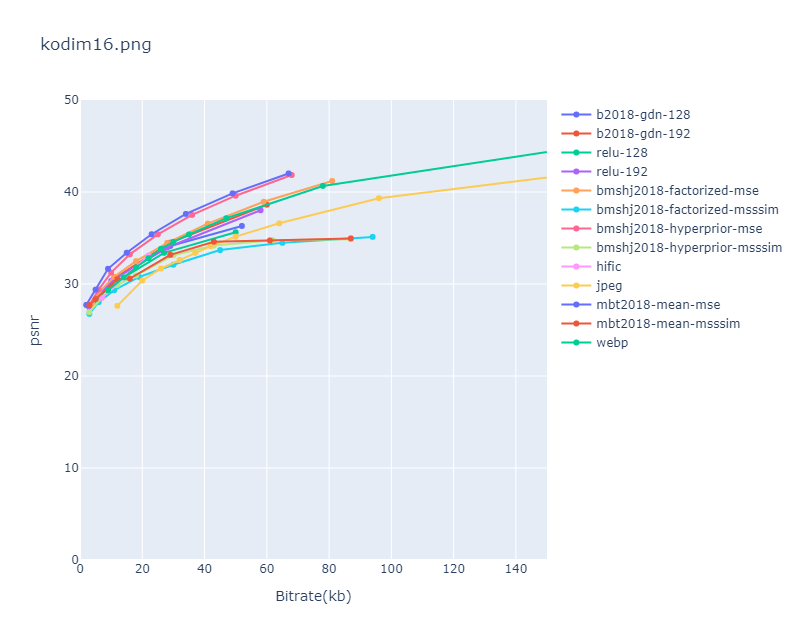 kodim16.png
50
40
30
20
10
0
psnr
0 20 40 60 80 100 120 140
Bitrate(kb)
b2018-gdn-128
b2018-gdn-192
relu-128
relu-192
bmshj2018-factorized-mse
bmshj2018-factorized-msssim
bmshj2018-hyperprior-mse
bmshj2018-hyperprior-msssim
hific
jpeg
mbt2018-mean-mse
mbt2018-mean-msssim
webp